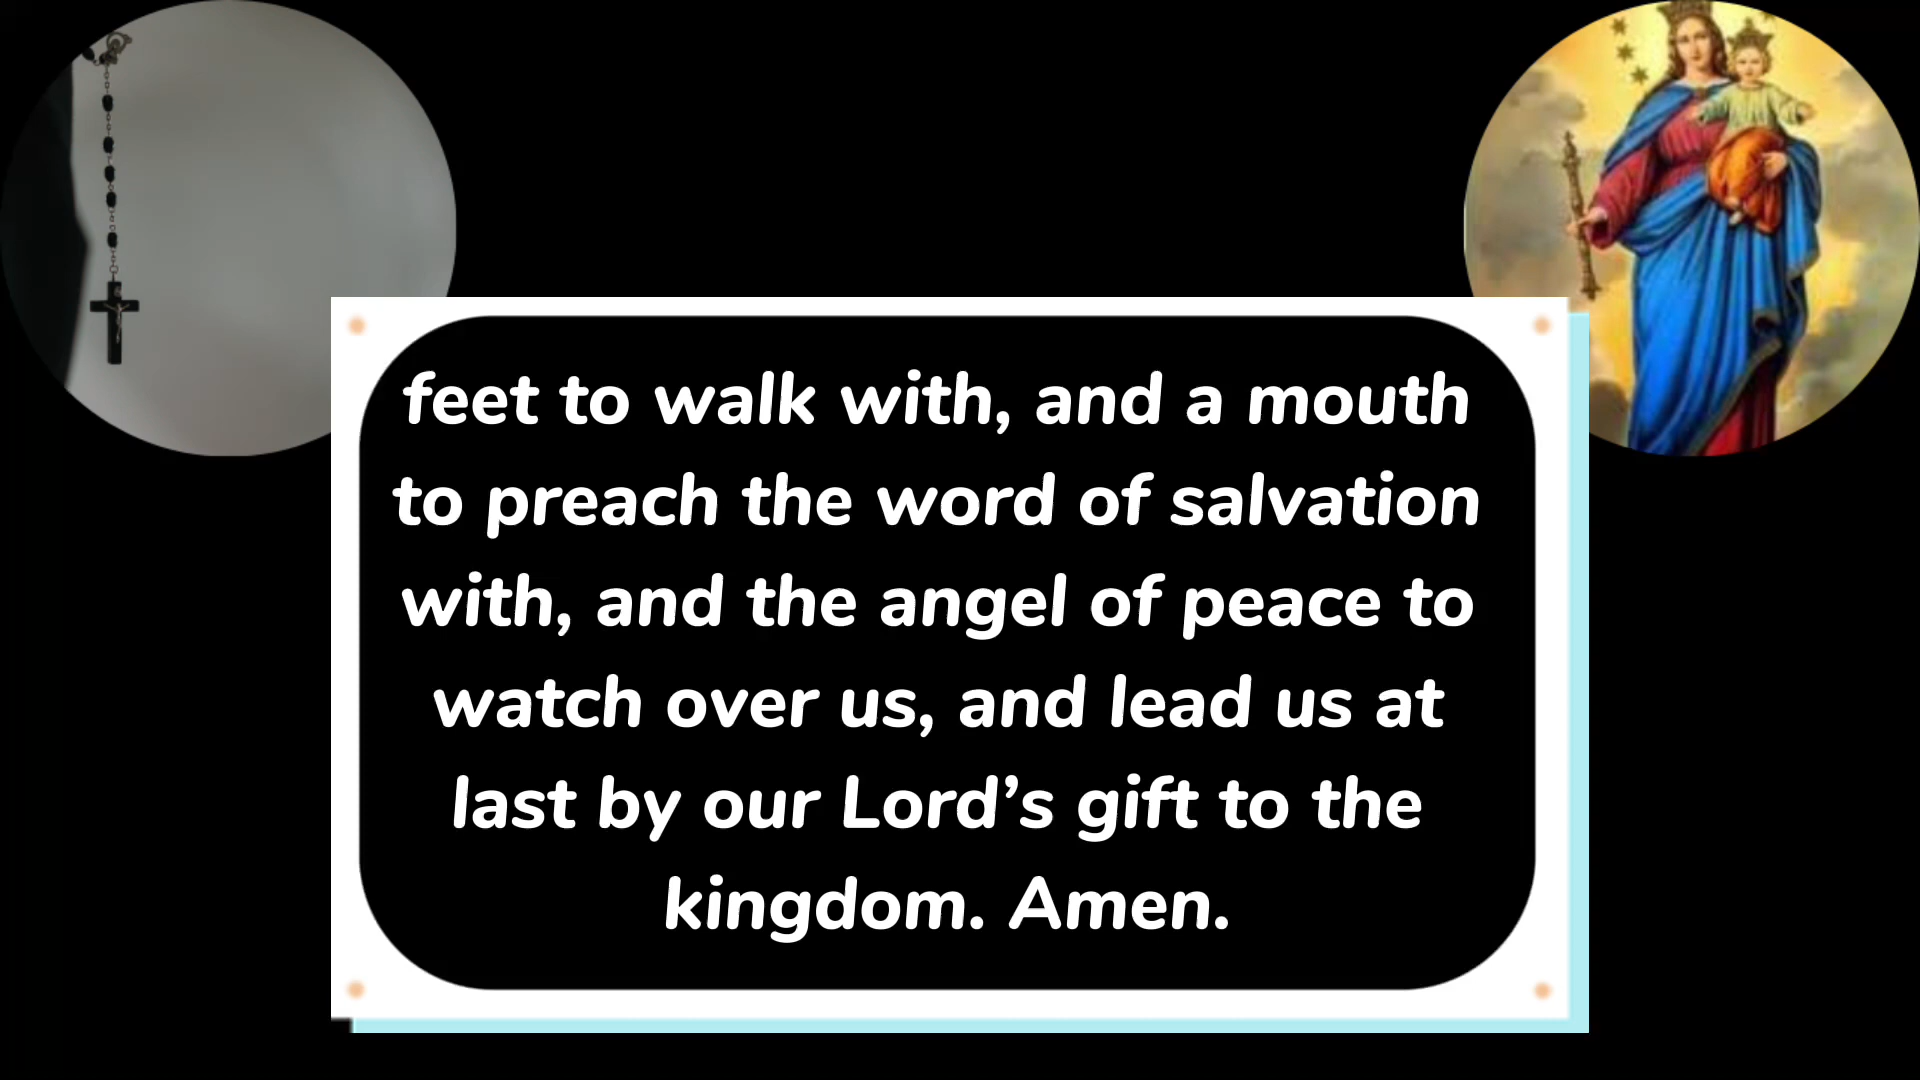 feet to walk with, and a mouth
to preach the word of salvation
with, and the angel of peace to
watch over us, and lead us at
last by our Lord’s gift to the
kingdom. Amen.